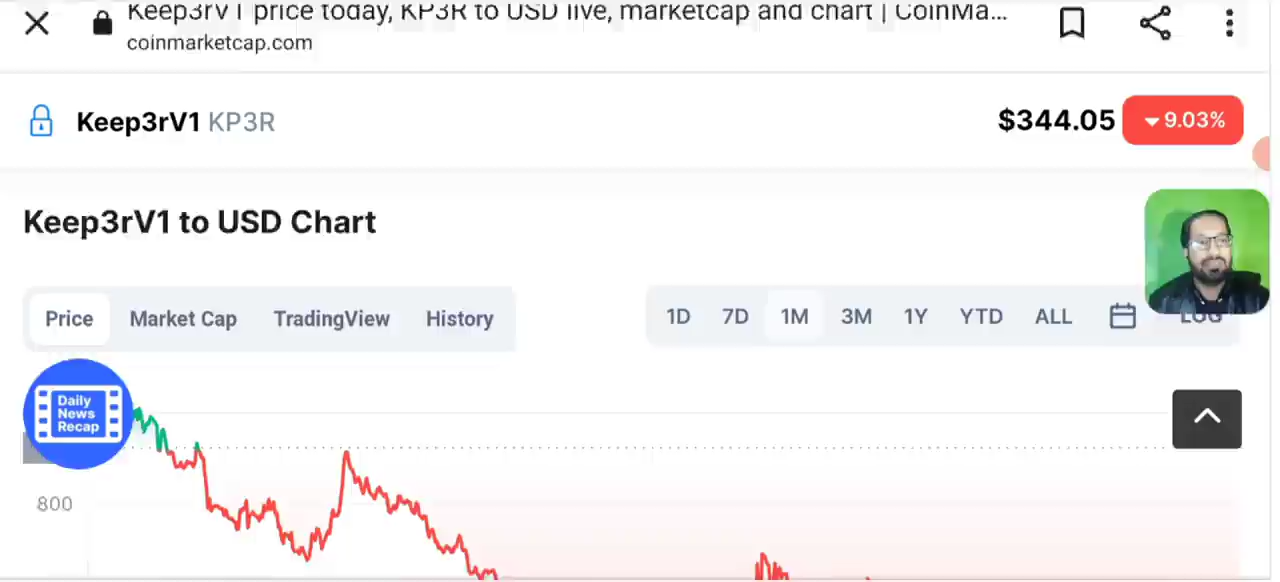 Keep3rV1 price today, KP3R to USD live, marketcap and chart | CoinMa...
coinmarketcap.com
Keep3rV1 KP3R
$344.05 9.03%
Keep3rV1 to USD Chart
Price Market Cap TradingView History
1D 7D 1M 3M 1Y YTD ALL LOG
Daily
News
Recap
800